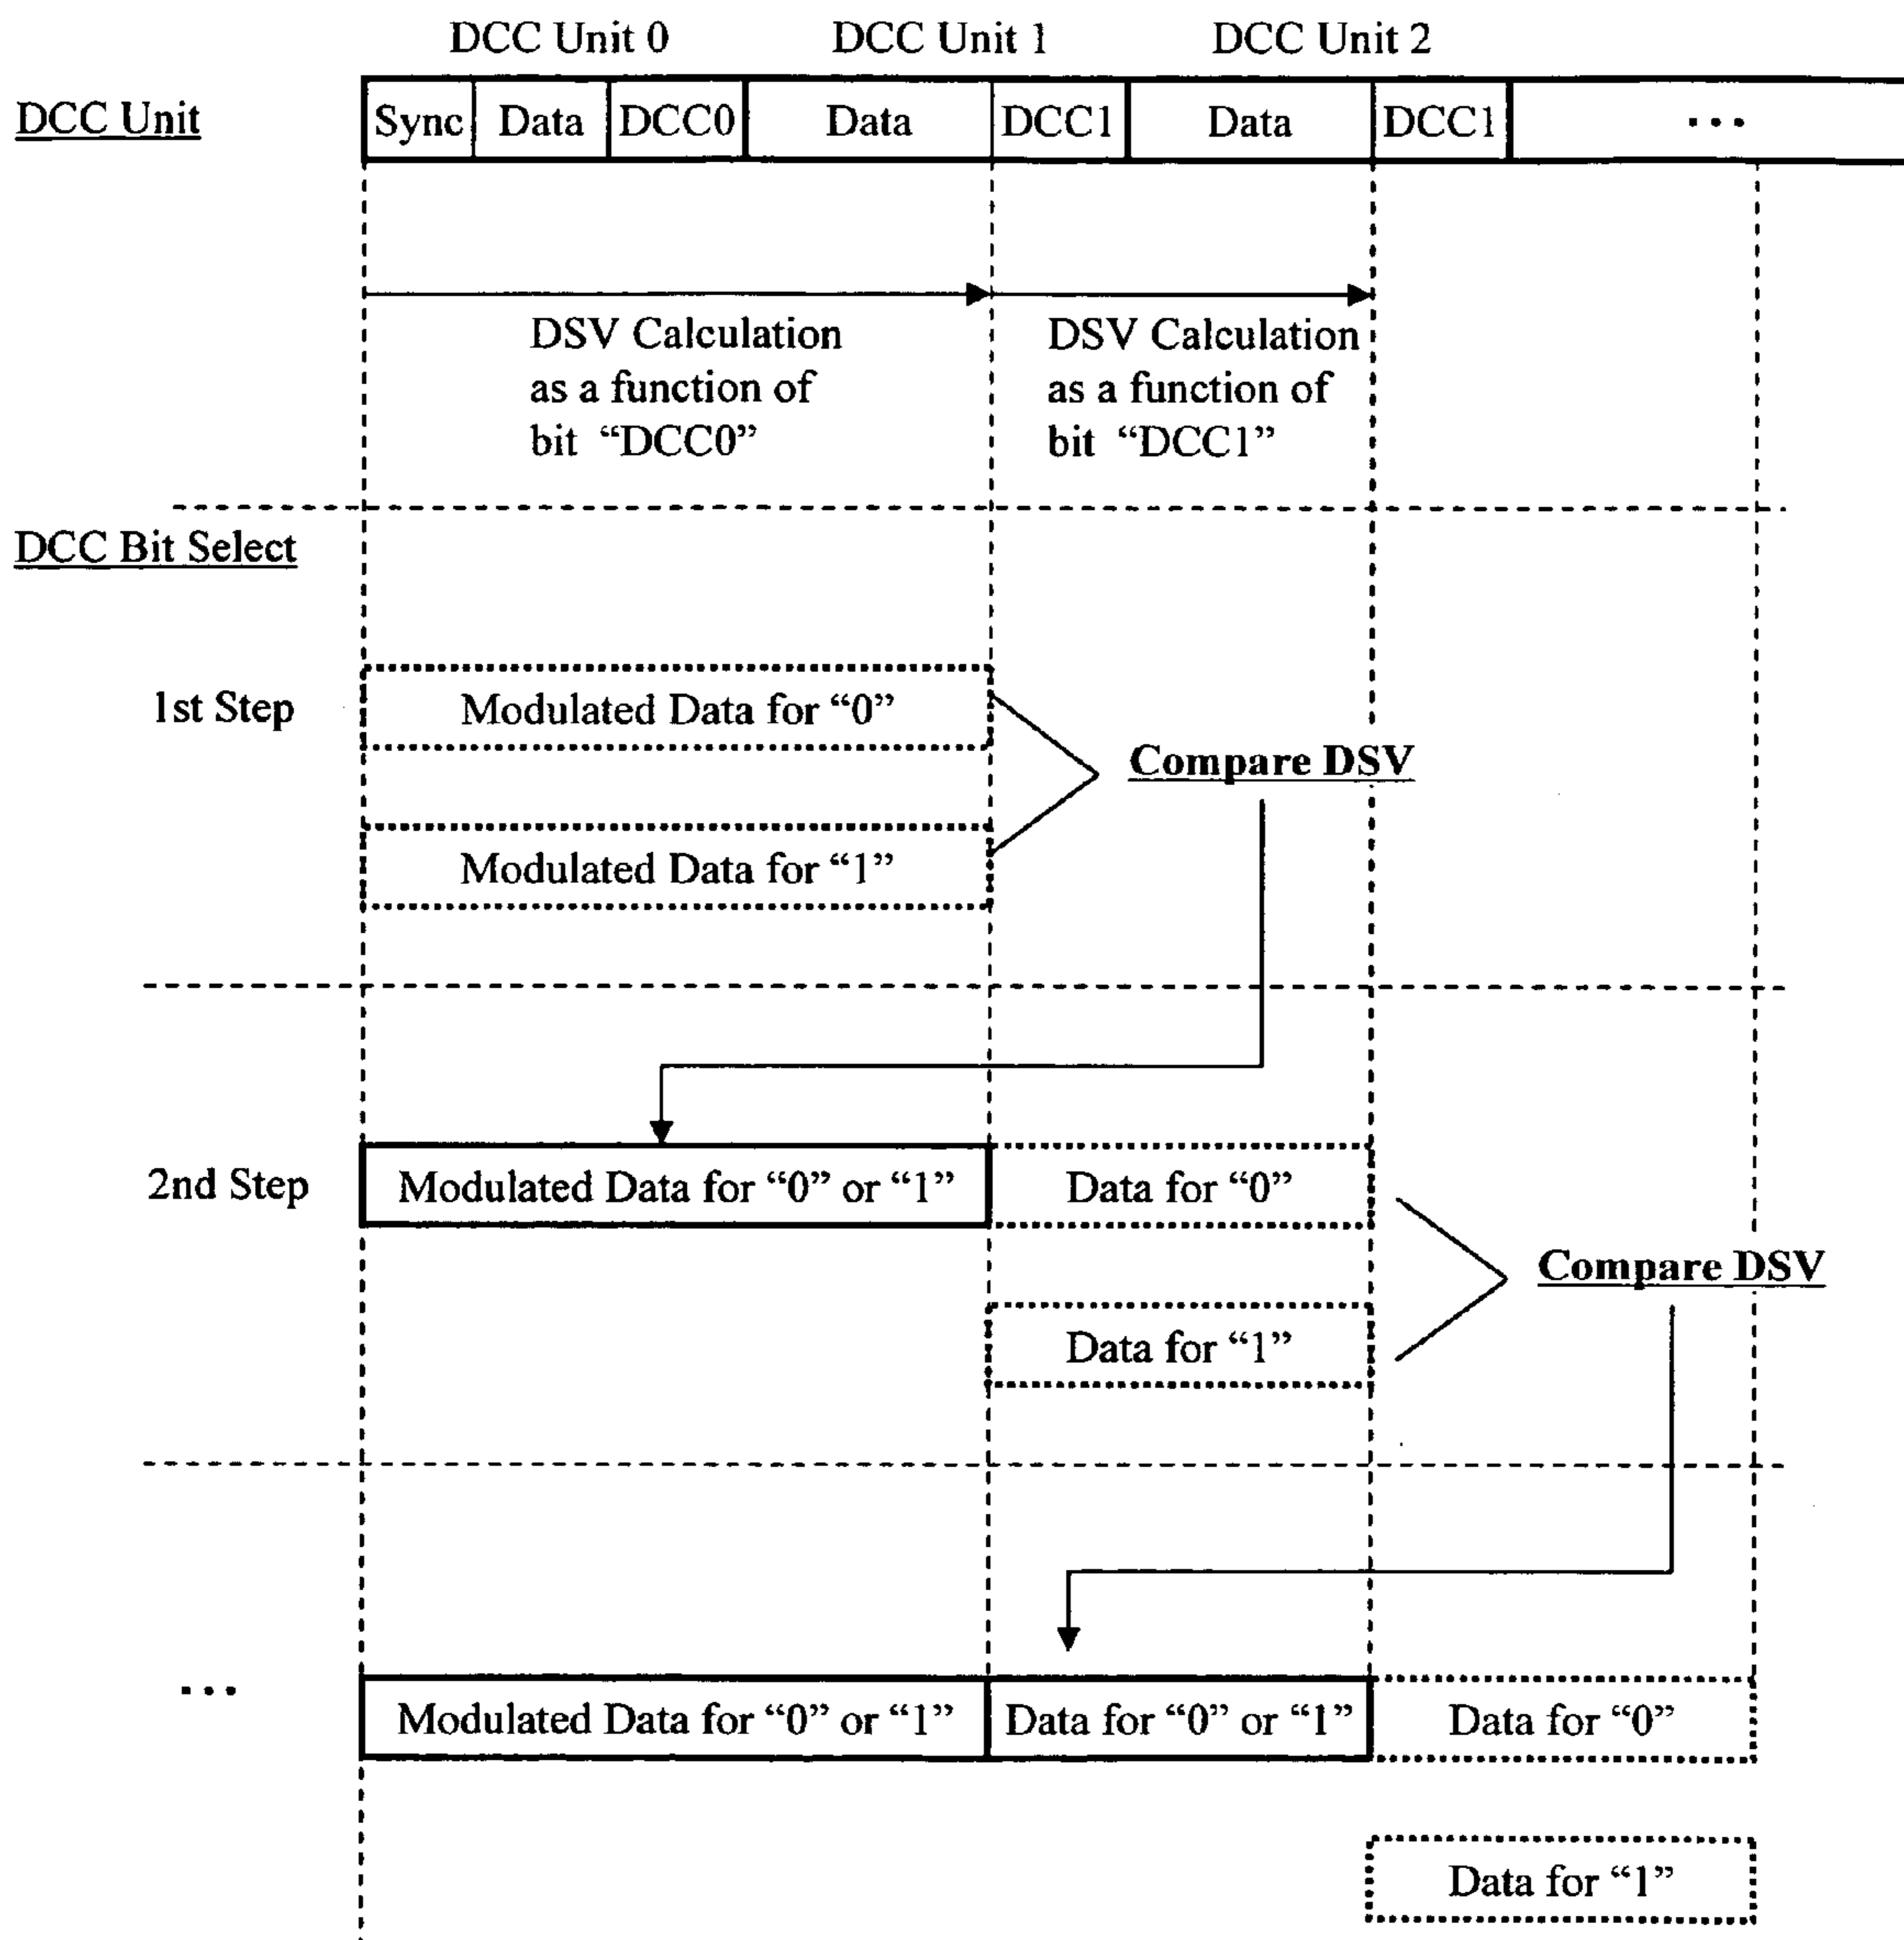 DCC Unit 0 DCC Unit 1 DCC Unit 2
DCC Unit Sync Data DCC0 Data DCC1 Data DCC1 ...
DSV Calculation
as a function of
bit “DCC0”
DSV Calculation
as a function of
bit “DCC1”
DCC Bit Select
1st Step
Modulated Data for “0”
Compare DSV
Modulated Data for “1”
2nd Step
Modulated Data for “0” or “1” Data for “0”
Compare DSV
Data for “1”
... Modulated Data for “0” or “1” Data for “0” or “1” Data for “0”
Data for “1”